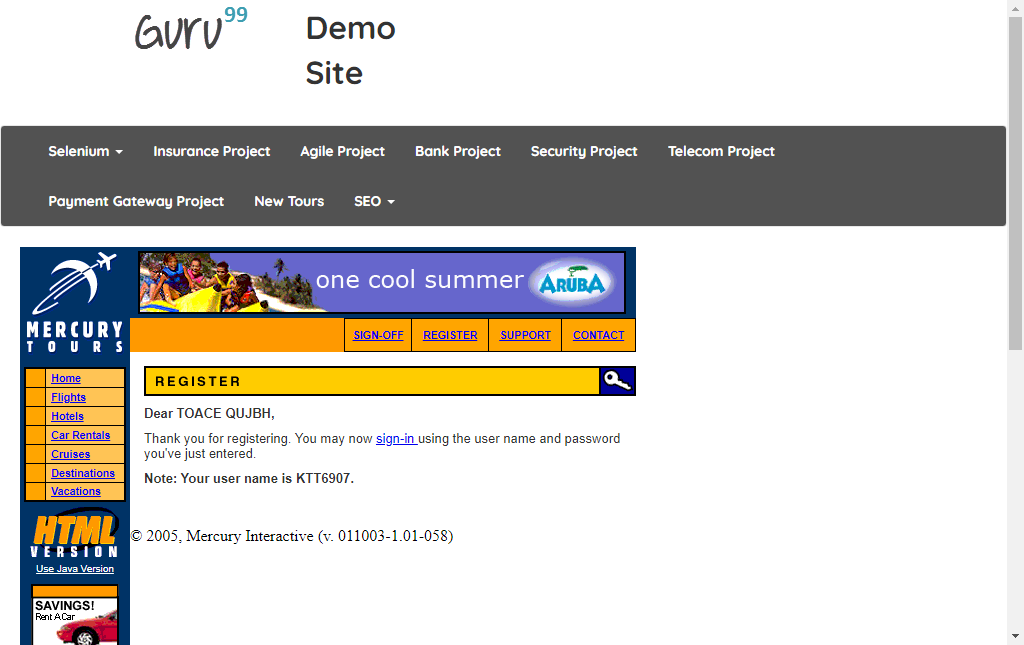 Guru99
Demo
Site
Selenium
Insurance Project
Agile Project
Bank Project
Security Project
Telecom Project
Payment Gateway Project
New Tours
SEO
one cool summer
ARUBA
MERCURY
TOURS
SIGN-OFF
REGISTER
SUPPORT
CONTACT
Home
Flights
Hotels
Car Rentals
Cruises
Destinations
Vacations
REGISTER
Dear TOACE QUJBH,
Thank you for registering. You may now sign-in using the user name and password
you've just entered.
Note: Your user name is KTT6907.
HTML
VERSION
Use Java Version
© 2005, Mercury Interactive (v. 011003-1.01-058)
SAVINGS!
Rent A Car